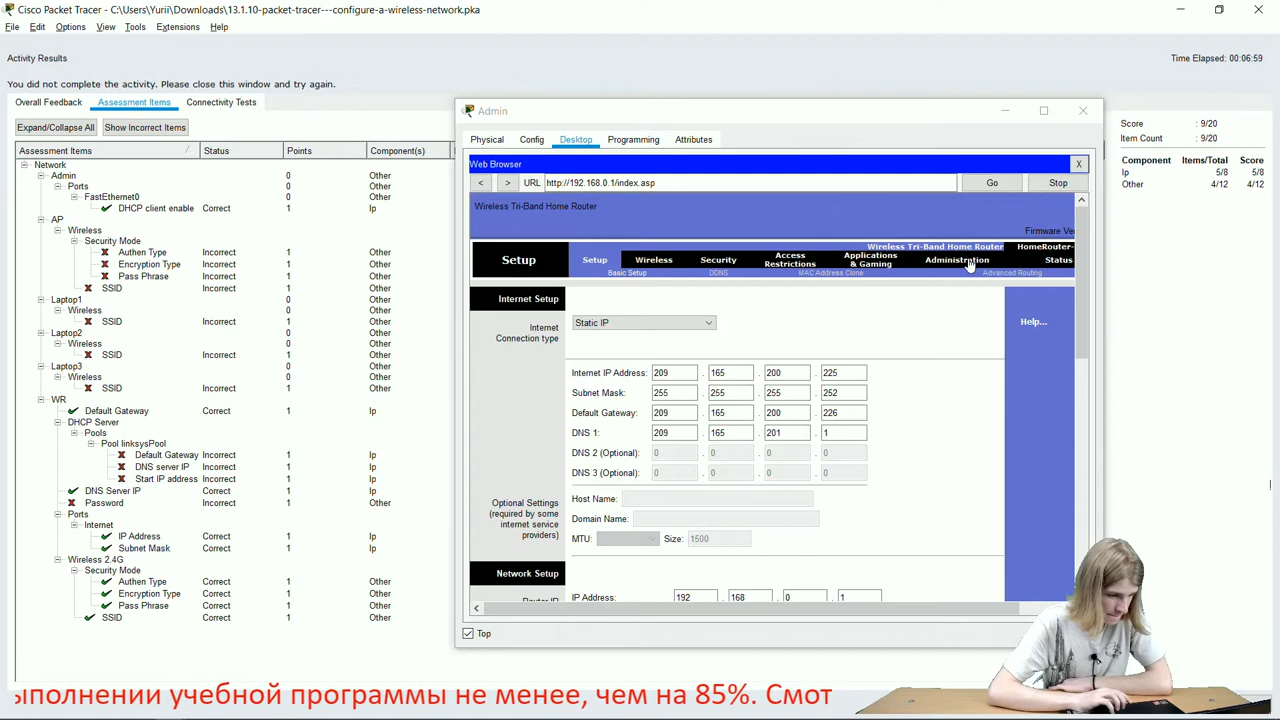 Cisco Packet Tracer - C:\Users\Yurii\Downloads\13.1.10-packet-tracer---configure-a-wireless-network.pka
File Edit Options View Tools Extensions Help
Activity Results
Time Elapsed: 00:06:59
You did not complete the activity. Please close this window and try again.
Overall Feedback Assessment Items Connectivity Tests
Expand/Collapse All Show Incorrect Items
Assessment Items Status Points Component(s)
Network
Admin 0 Other
Ports 0 Other
FastEthernet0 0 Other
DHCP client enable Correct 1 Ip
AP 0 Other
Wireless 0 Other
Security Mode 0 Other
Authen Type Incorrect 1 Other
Encryption Type Incorrect 1 Other
Pass Phrase Incorrect 1 Other
SSID Incorrect 1 Other
Laptop1 0 Other
Wireless 0 Other
SSID Incorrect 1 Other
Laptop2 0 Other
Wireless 0 Other
SSID Incorrect 1 Other
Laptop3 0 Other
Wireless 0 Other
SSID Incorrect 1 Other
WR 0 Other
Default Gateway Correct 1 Ip
DHCP Server 0 Other
Pools 0 Other
Pool linksysPool 0 Other
Default Gateway Incorrect 1 Ip
DNS server IP Incorrect 1 Ip
Start IP address Incorrect 1 Ip
DNS Server IP Correct 1 Ip
Password Incorrect 1 Other
Ports 0 Other
Internet 0 Other
IP Address Correct 1 Ip
Subnet Mask Correct 1 Ip
Wireless 2.4G 0 Other
Security Mode 0 Other
Authen Type Correct 1 Other
Encryption Type Correct 1 Other
Pass Phrase Correct 1 Other
SSID Correct 1 Other
Admin
Physical Config Desktop Programming Attributes
Web Browser X
< > URL http://192.168.0.1/index.asp Go Stop
Wireless Tri-Band Home Router
Firmware Ve
Wireless Tri-Band Home Router HomeRouter-
Setup
Setup Wireless Security Access Restrictions Applications & Gaming Administration Status
Basic Setup DDNS MAC Address Clone Advanced Routing
Internet Setup
Internet Connection type
Static IP
Help...
Internet IP Address: 209 . 165 . 200 . 225
Subnet Mask: 255 . 255 . 255 . 252
Default Gateway: 209 . 165 . 200 . 226
DNS 1: 209 . 165 . 201 . 1
DNS 2 (Optional): 0 . 0 . 0 . 0
DNS 3 (Optional): 0 . 0 . 0 . 0
Optional Settings (required by some internet service providers)
Host Name:
Domain Name:
MTU: Size: 1500
Network Setup
IP Address: 192 . 168 . 0 . 1
Top
Score : 9/20
Item Count : 9/20
Component Items/Total Score
Ip 5/8 5/8
Other 4/12 4/12
ыполнении учебной программы не менее, чем на 85%. Смот